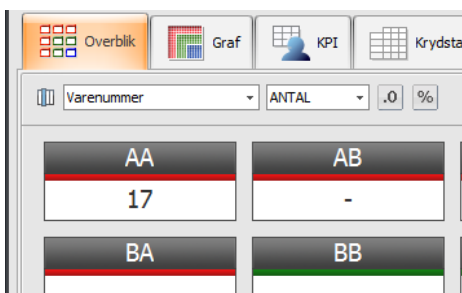 Overblik Graf KPI Krydsta
Varenummer ANTAL .0 %
AA AB
17 -
BA BB